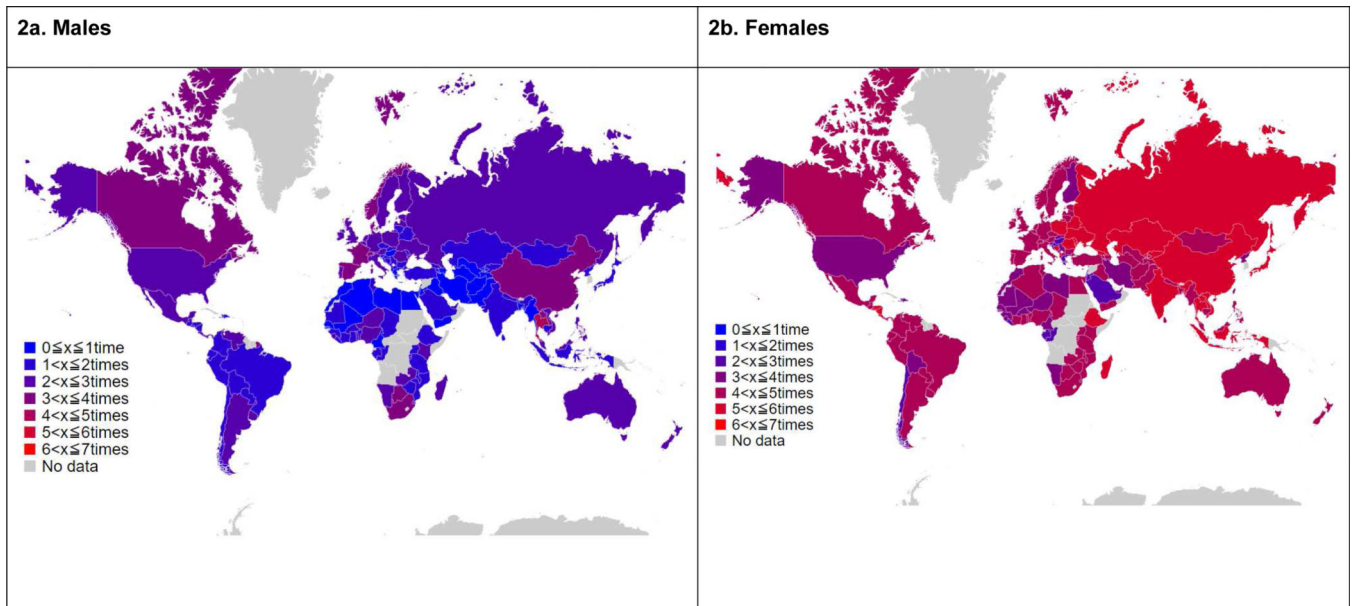 2a. Males
2b. Females
0≦x≦1time
1<x≦2times
2<x≦3times
3<x≦4times
4<x≦5times
5<x≦6times
6<x≦7times
No data
0≦x≦1time
1<x≦2times
2<x≦3times
3<x≦4times
4<x≦5times
5<x≦6times
6<x≦7times
No data